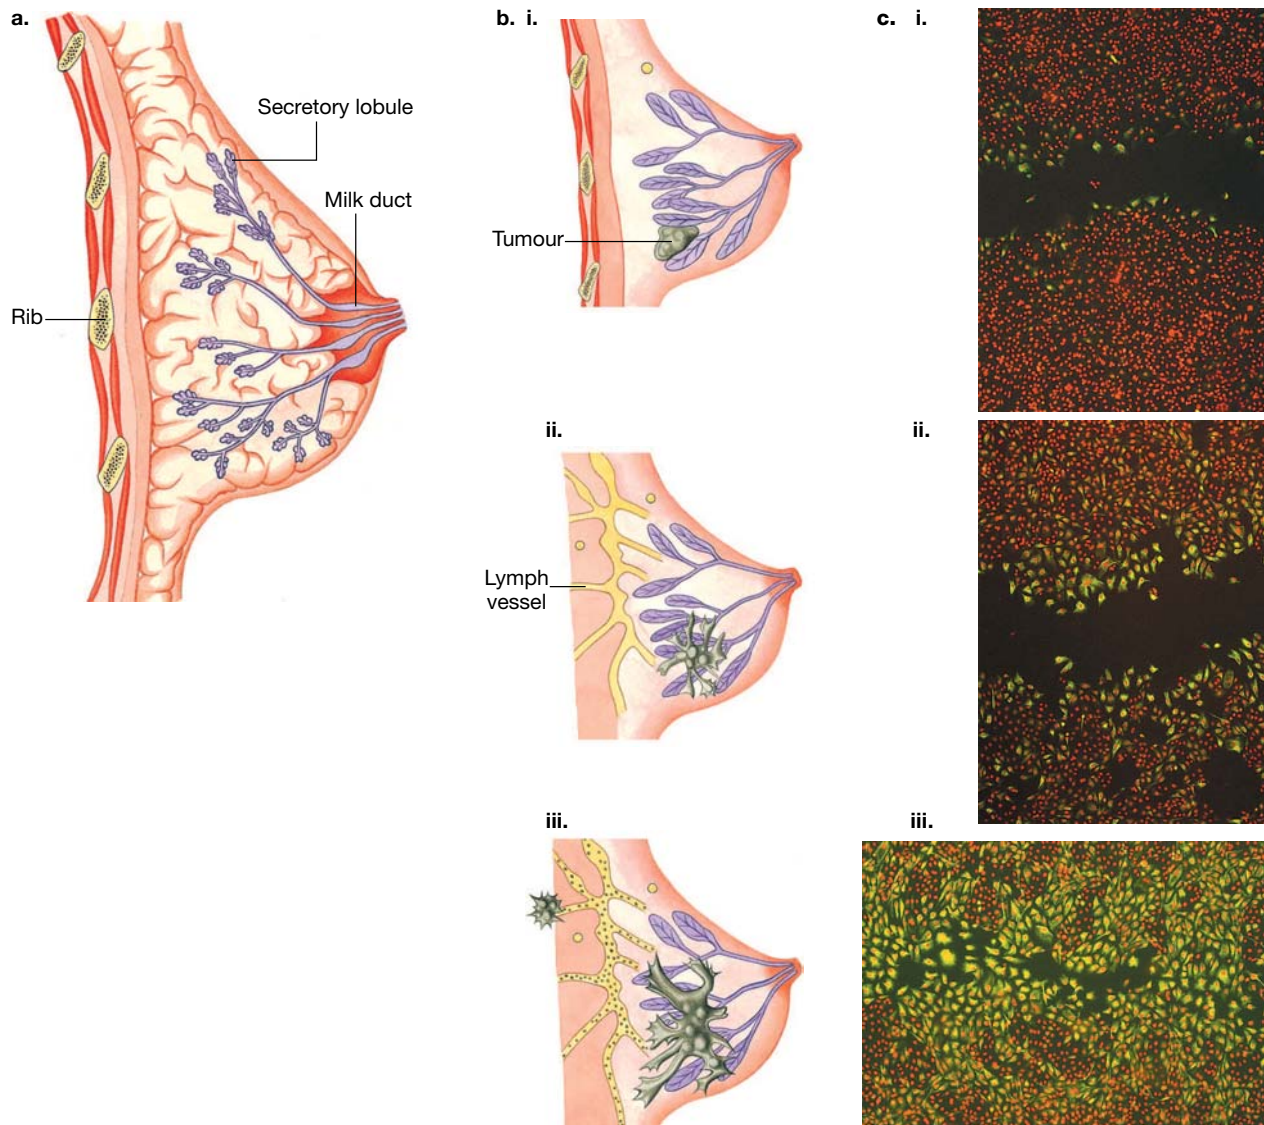 a.
Secretory lobule
Milk duct
Rib
b. i.
Tumour
ii.
Lymph
vessel
iii.
c. i.
ii.
iii.